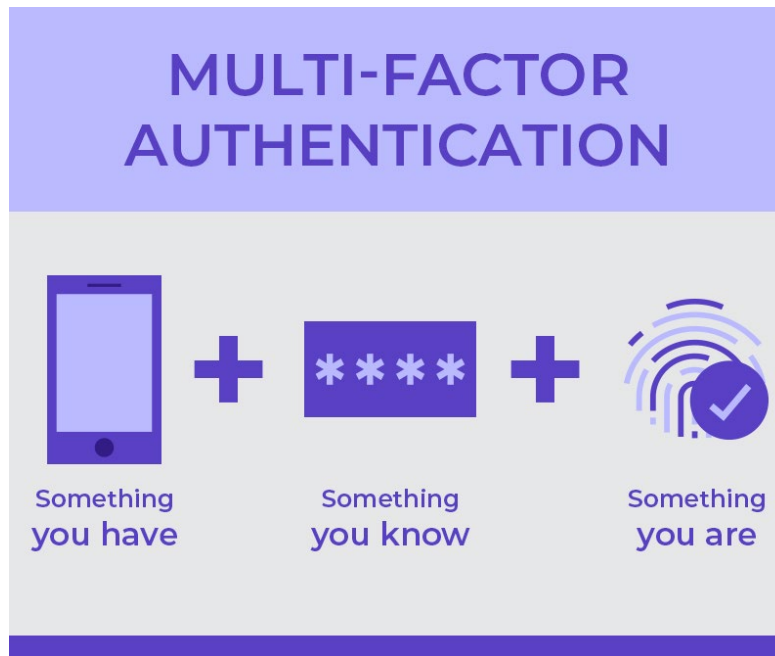 MULTI-FACTOR
AUTHENTICATION
* * * *
Something
you have
Something
you know
Something
you are